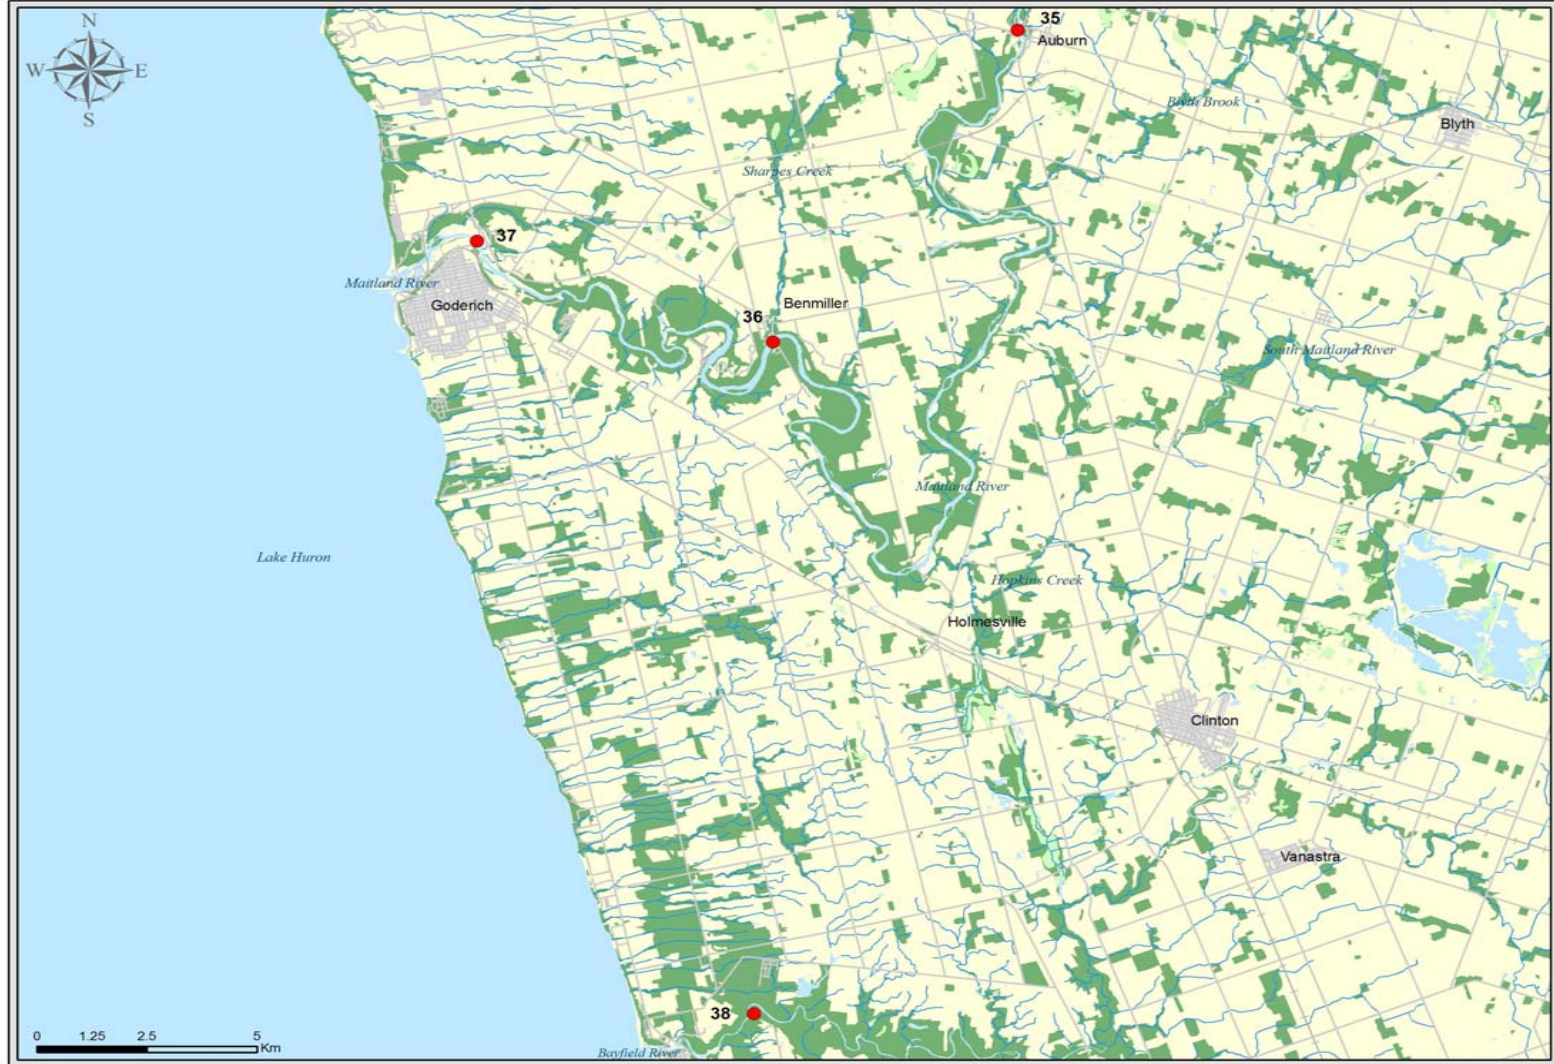 N
W E
S
35
Auburn
Blyth Brook
Blyth
Sharpes Creek
37
Maitland River
Goderich
Benmiller
36
South Maitland River
Maitland River
Lake Huron
Hopkins Creek
Holmesville
Clinton
Vanastra
38
0 1.25 2.5 5
Km
Bayfield River